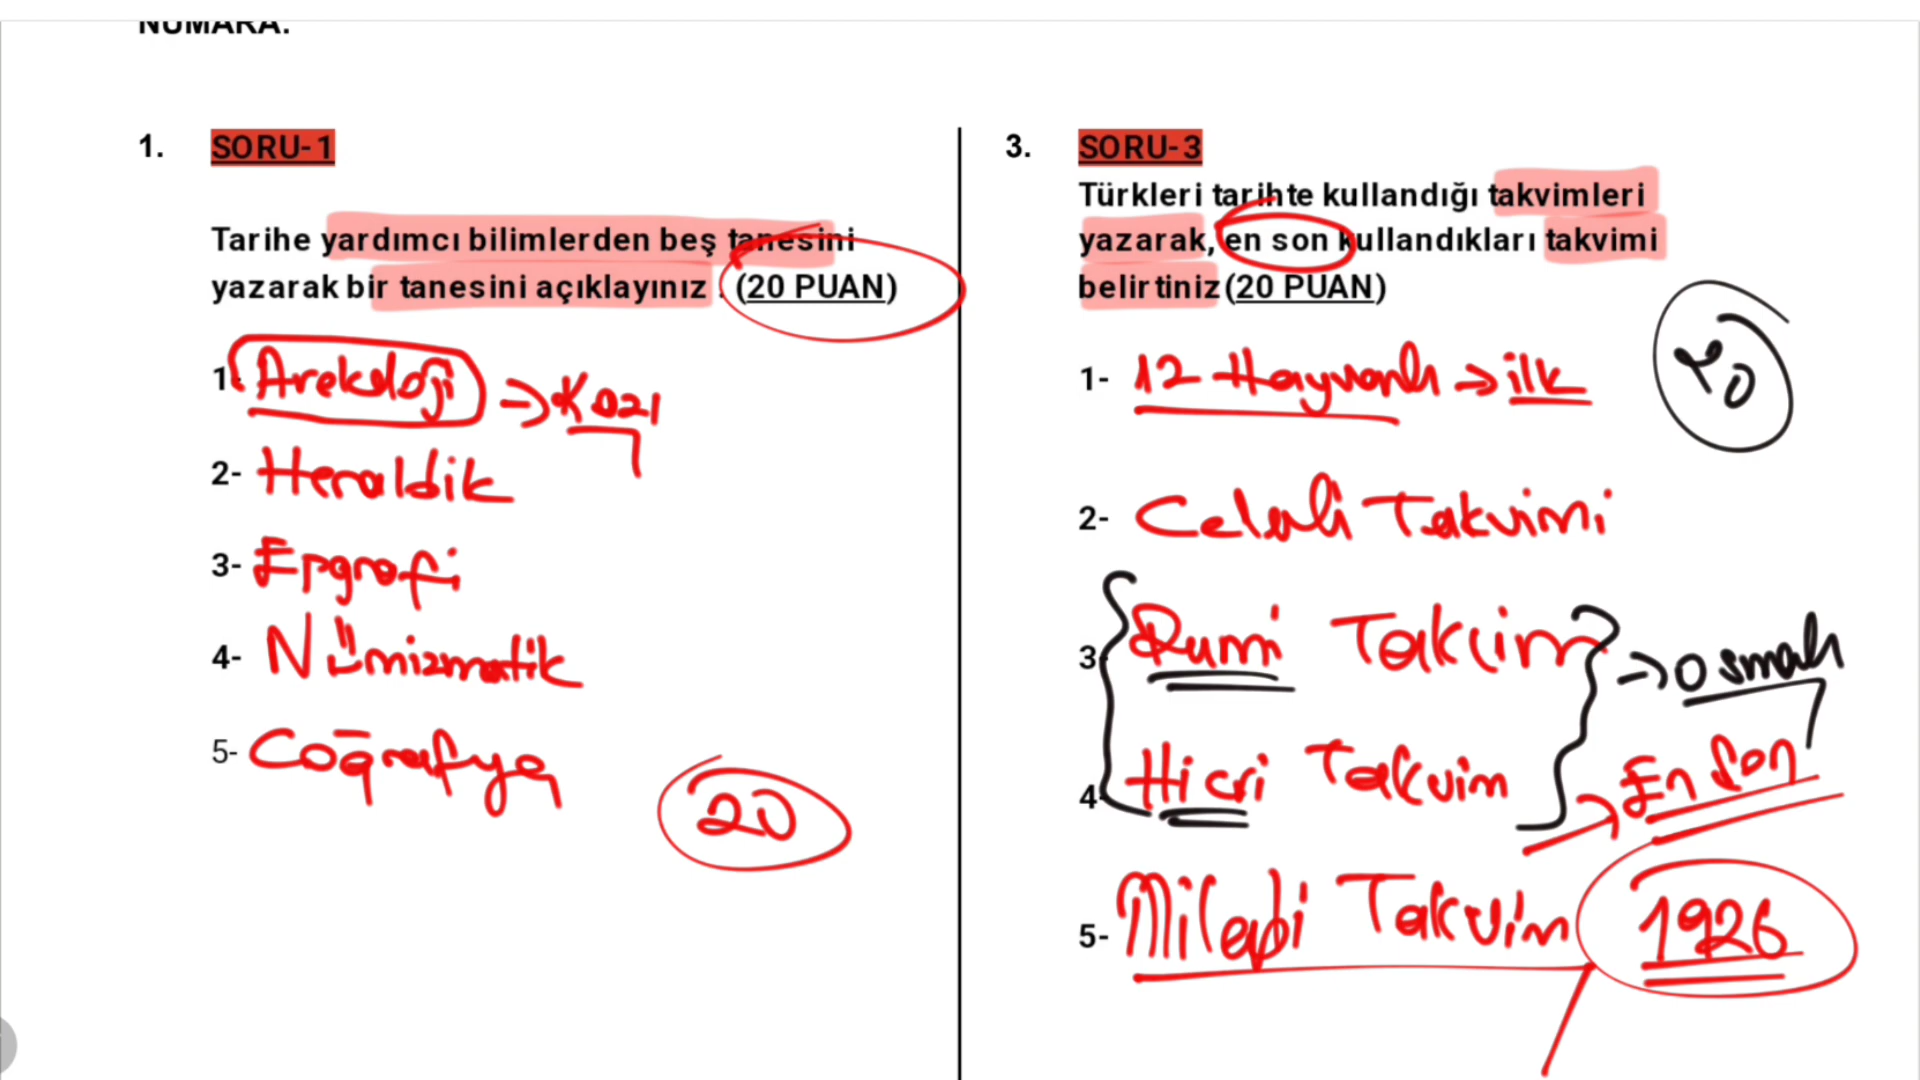 NUMARA:
1. SORU-1
Tarihe yardımcı bilimlerden beş tanesini
yazarak bir tanesini açıklayınız . (20 PUAN)
1- Arekoloji → Kazı
2- Heraldik
3- Epgrafi
4- Nümizmatik
5- Coğrafya
20
3. SORU-3
Türkleri tarihte kullandığı takvimleri
yazarak, en son kullandıkları takvimi
belirtiniz (20 PUAN)
40
1- 12 Hayvanlı → ilk
2- Celali Takvimi
3- Rumi Takvim
→ Osmalı
4- Hicri Takvim
→ En Son
5- Miladi Takvim 1926